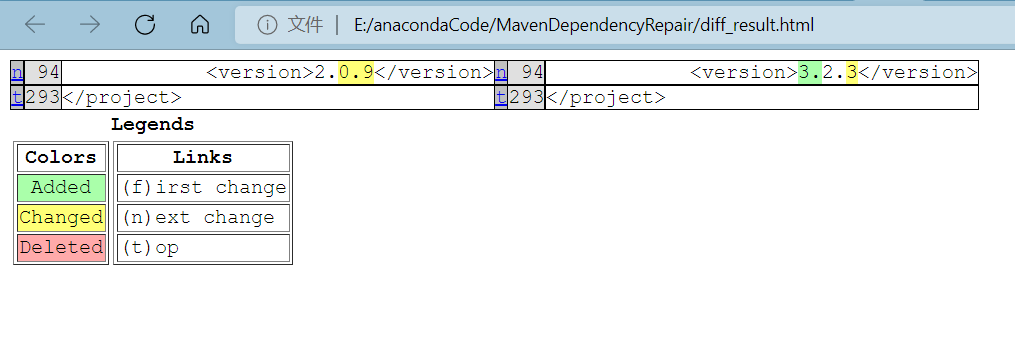 文件 | E:/anacondaCode/MavenDependencyRepair/diff_result.html
n 94 <version>2.0.9</version> n 94 <version>3.2.3</version>
t 293 </project> t 293 </project>
Legends
Colors Links
Added (f)irst change
Changed (n)ext change
Deleted (t)op